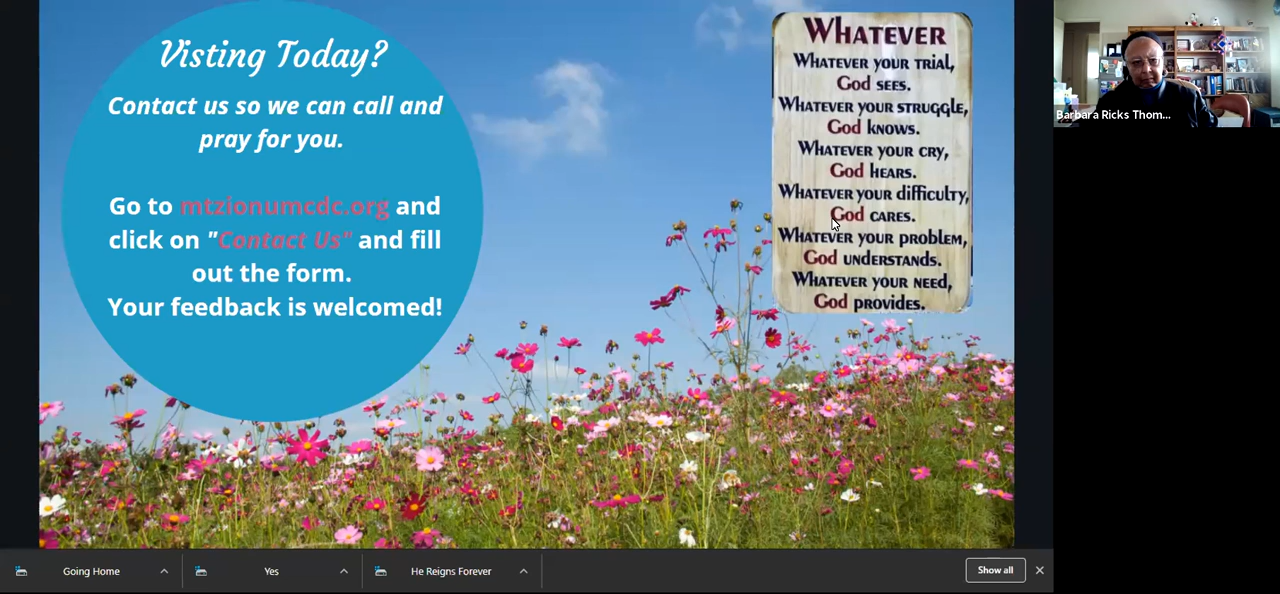 Visting Today?
Contact us so we can call and
pray for you.
Go to mtzionumcdc.org and
click on "Contact Us" and fill
out the form.
Your feedback is welcomed!
Whatever
Whatever your trial,
God sees.
Whatever your struggle,
God knows.
Whatever your cry,
God hears.
Whatever your difficulty,
God cares.
Whatever your problem,
God understands.
Whatever your need,
God provides.
Barbara Ricks Thom...
Going Home
Yes
He Reigns Forever
Show all